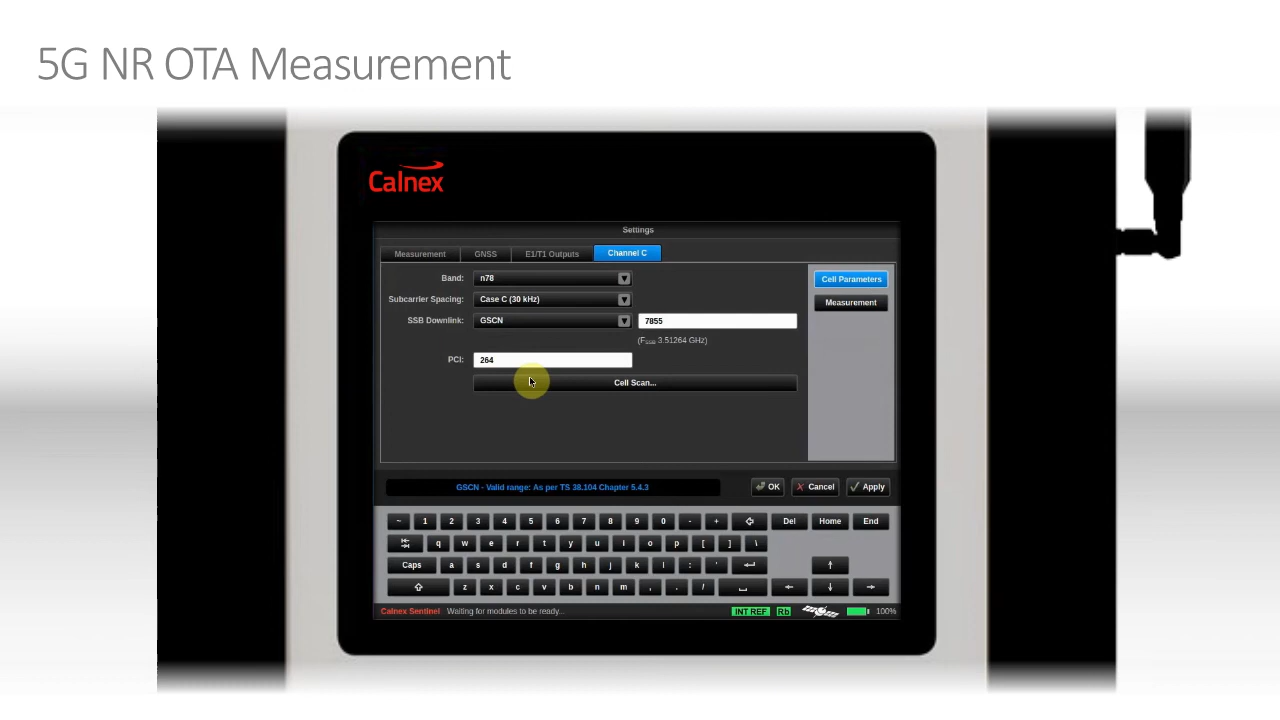 5G NR OTA Measurement
Calnex
Settings
Measurement GNSS E1/T1 Outputs Channel C
Band: n78
Cell Parameters
Subcarrier Spacing: Case C (30 kHz)
Measurement
SSB Downlink: GSCN 7855
(FSSB 3.51264 GHz)
PCI: 264
Cell Scan...
GSCN - Valid range: As per TS 38.104 Chapter 5.4.3 OK Cancel Apply
~ 1 2 3 4 5 6 7 8 9 0 - + Del Home End
q w e r t y u i o p [ ] \
Caps a s d f g h j k l : '
z x c v b n m , . /
Calnex Sentinel Waiting for modules to be ready... INT REF Rb 100%